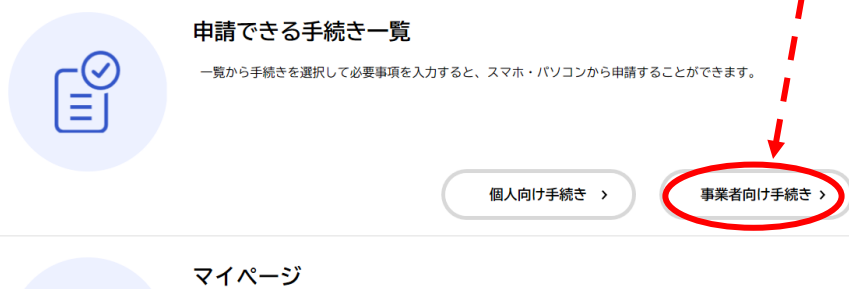 申請できる手続き一覧
一覧から手続きを選択して必要事項を入力すると、スマホ・パソコンから申請することができます。
個人向け手続き ›
事業者向け手続き ›
マイページ